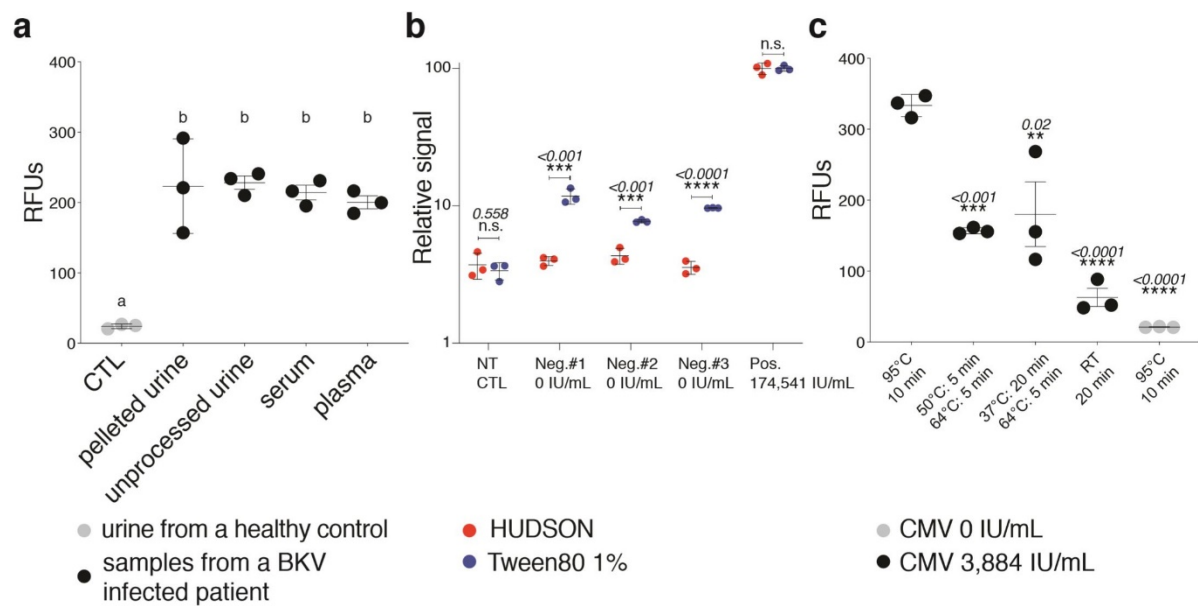 a
RFUs
400
300
200
100
0
a
b
b
b
b
CTL
pelleted urine
unprocessed urine
serum
plasma
urine from a healthy control
samples from a BKV
infected patient
b
Relative signal
100
10
1
0.558
n.s.
<0.001
***
<0.001
***
<0.0001
****
n.s.
NT
CTL
Neg.#1
0 IU/mL
Neg.#2
0 IU/mL
Neg.#3
0 IU/mL
Pos.
174,541 IU/mL
HUDSON
Tween80 1%
c
RFUs
400
300
200
100
0
<0.001
***
0.02
**
<0.0001
****
<0.0001
****
95°C
10 min
50°C: 5 min
64°C: 5 min
37°C: 20 min
64°C: 5 min
RT
20 min
95°C
10 min
CMV 0 IU/mL
CMV 3,884 IU/mL